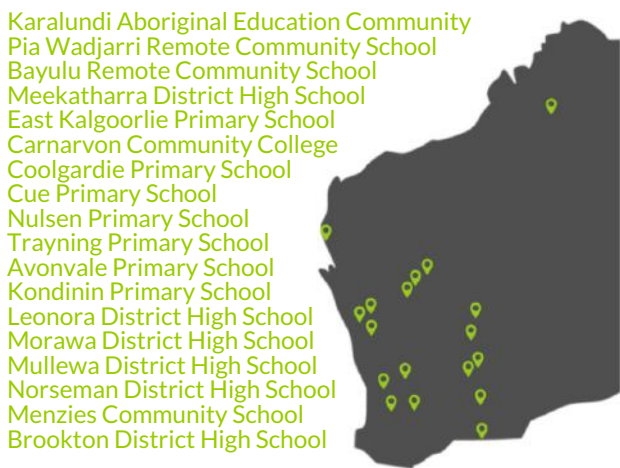 Karalundi Aboriginal Education Community
Pia Wadjarri Remote Community School
Bayulu Remote Community School
Meekatharra District High School
East Kalgoorlie Primary School
Carnarvon Community College
Coolgardie Primary School
Cue Primary School
Nulsen Primary School
Trayning Primary School
Avonvale Primary School
Kondinin Primary School
Leonora District High School
Morawa District High School
Mullewa District High School
Norseman District High School
Menzies Community School
Brookton District High School